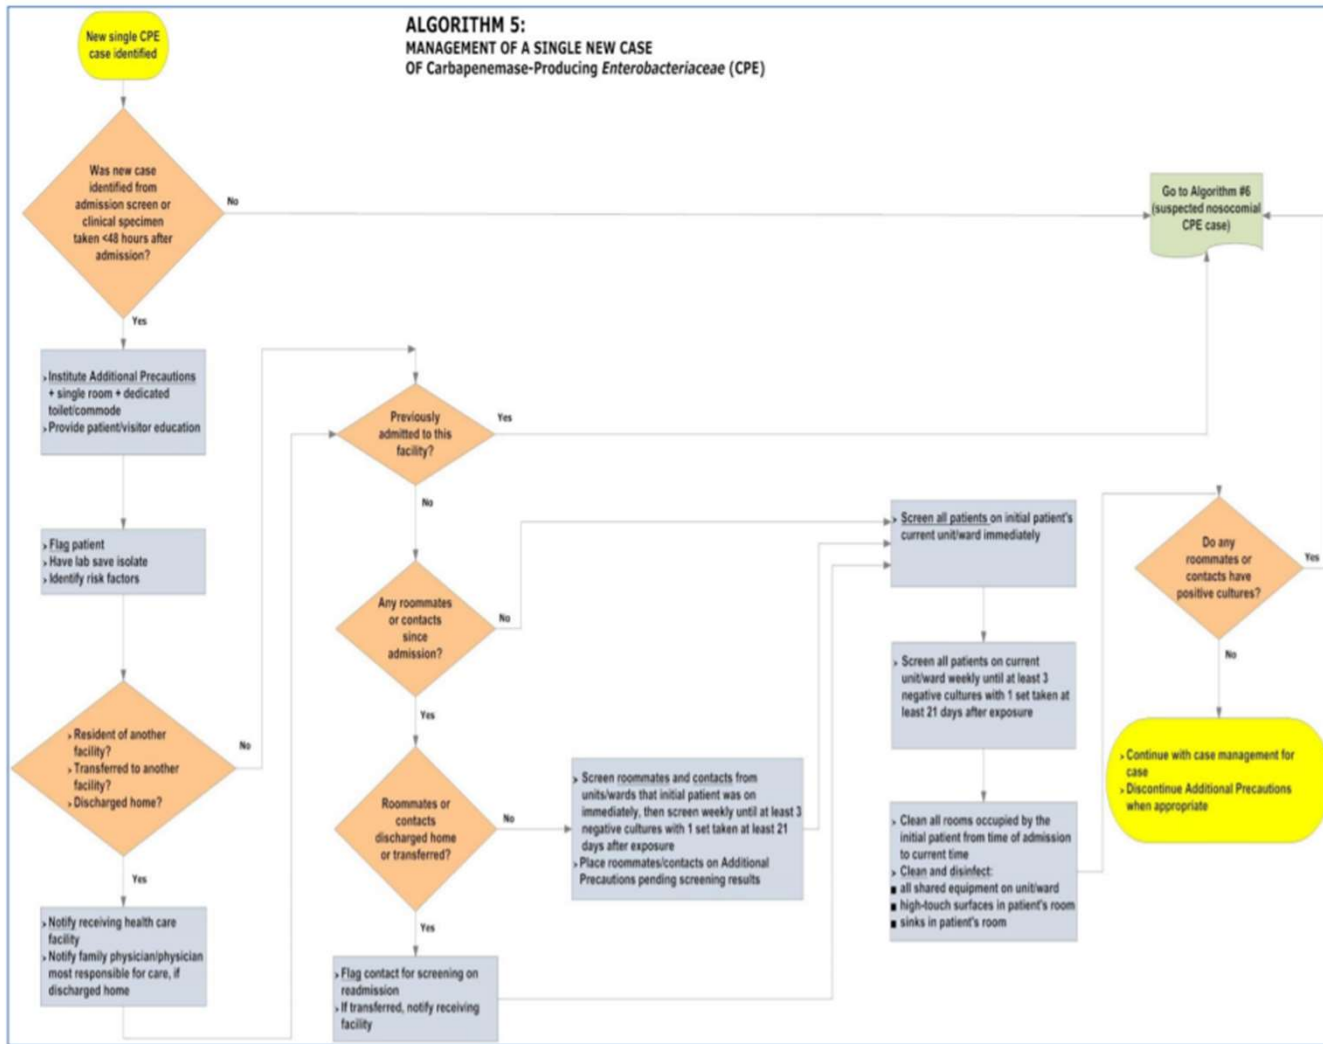 ALGORITHM 5:
MANAGEMENT OF A SINGLE NEW CASE
OF Carbapenemase-Producing Enterobacteriaceae (CPE)
New single CPE
case identified
Was new case
identified from
admission screen or
clinical specimen
taken <48 hours after
admission?
No
Yes
Go to Algorithm #6
(suspected nosocomial
CPE case)
> Institute Additional Precautions
+ single room + dedicated
toilet/commode
> Provide patient/visitor education
> Flag patient
> Have lab save isolate
> Identify risk factors
> Resident of another
facility?
> Transferred to another
facility?
> Discharged home?
No
Yes
> Notify receiving health care
facility
> Notify family physician/physician
most responsible for care, if
discharged home
Previously
admitted to this
facility?
Yes
No
Any roommates
or contacts
since
admission?
No
Yes
Roommates or
contacts
discharged home
or transferred?
No
Yes
> Flag contact for screening on
readmission
> If transferred, notify receiving
facility
> Screen roommates and contacts from
units/wards that initial patient was on
immediately, then screen weekly until at least 3
negative cultures with 1 set taken at least 21
days after exposure
> Place roommates/contacts on Additional
Precautions pending screening results
> Screen all patients on initial patient's
current unit/ward immediately
> Screen all patients on current
unit/ward weekly until at least 3
negative cultures with 1 set taken at
least 21 days after exposure
> Clean all rooms occupied by the
initial patient from time of admission
to current time
> Clean and disinfect:
■ all shared equipment on unit/ward
■ high-touch surfaces in patient's room
■ sinks in patient's room
Do any
roommates or
contacts have
positive cultures?
Yes
No
> Continue with case management for
case
> Discontinue Additional Precautions
when appropriate